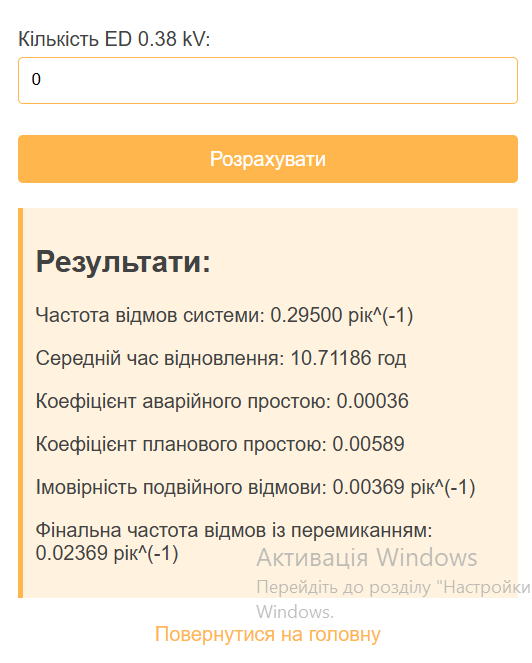 Кількість ED 0.38 kV:
0
Розрахувати
Результати:
Частота відмов системи: 0.29500 рік^(-1)
Середній час відновлення: 10.71186 год
Коефіцієнт аварійного простою: 0.00036
Коефіцієнт планового простою: 0.00589
Імовірність подвійного відмови: 0.00369 рік^(-1)
Фінальна частота відмов із перемиканням:
0.02369 рік^(-1)
Активація Windows
Перейдіть до розділу "Настройки
Windows.
Повернутися на головну